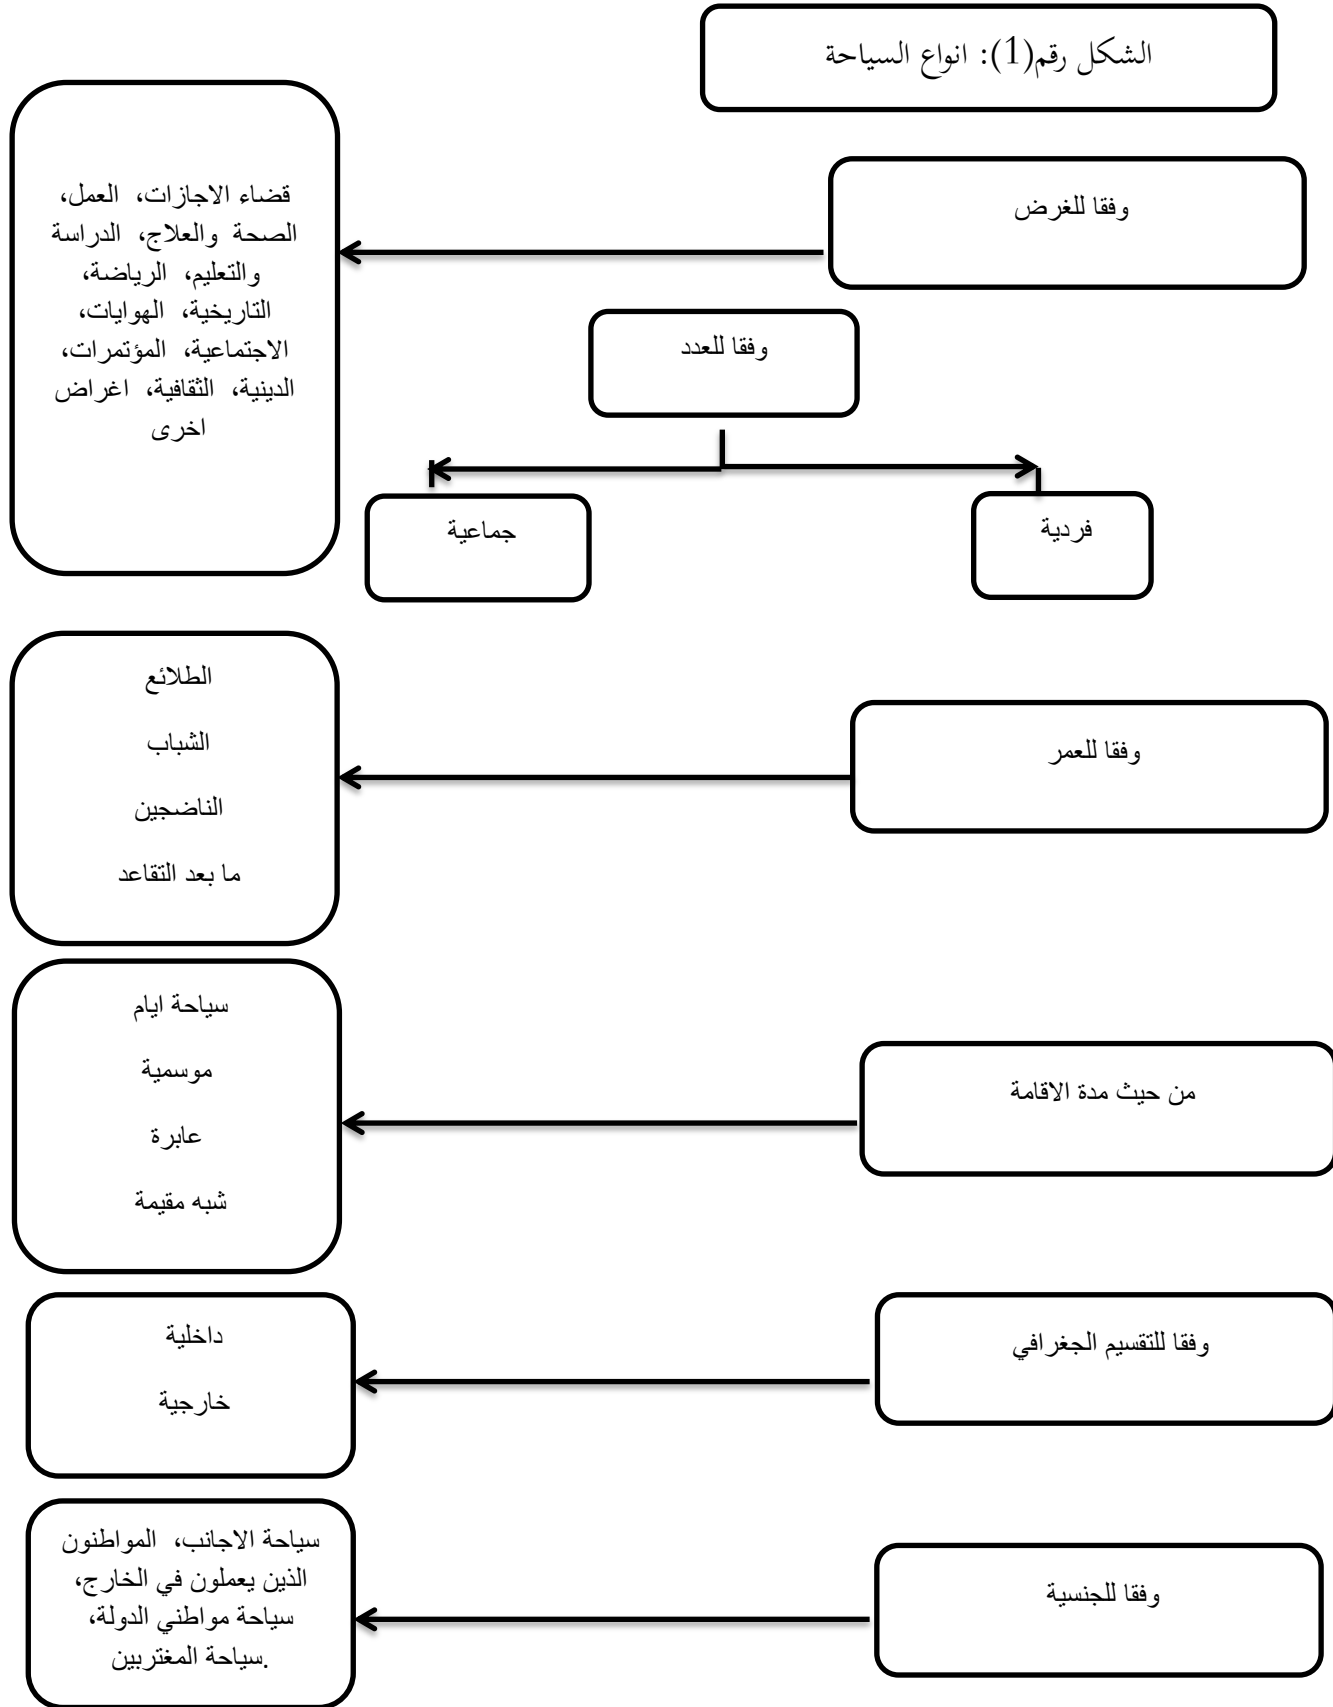 الشكل رقم(1): انواع السياحة
وفقا للغرض
قضاء الاجازات، العمل،
الصحة والعلاج، الدراسة
والتعليم، الرياضة،
التاريخية، الهوايات،
الاجتماعية، المؤتمرات،
الدينية، الثقافية، اغراض
اخرى
وفقا للعدد
فردية
جماعية
وفقا للعمر
الطلائع
الشباب
الناضجين
ما بعد التقاعد
من حيث مدة الاقامة
سياحة ايام
موسمية
عابرة
شبه مقيمة
وفقا للتقسيم الجغرافي
داخلية
خارجية
وفقا للجنسية
سياحة الاجانب، المواطنون
الذين يعملون في الخارج،
سياحة مواطني الدولة،
سياحة المغتربين.